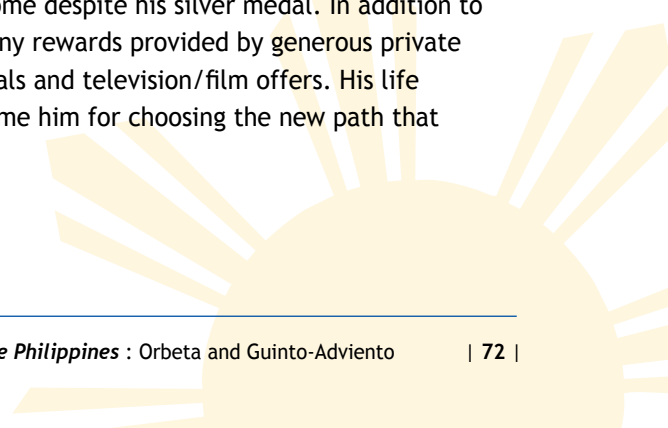 ome despite his silver medal. In addition to
ny rewards provided by generous private
als and television/film offers. His life
me him for choosing the new path that
e Philippines : Orbeta and Guinto-Adviento | 72 |